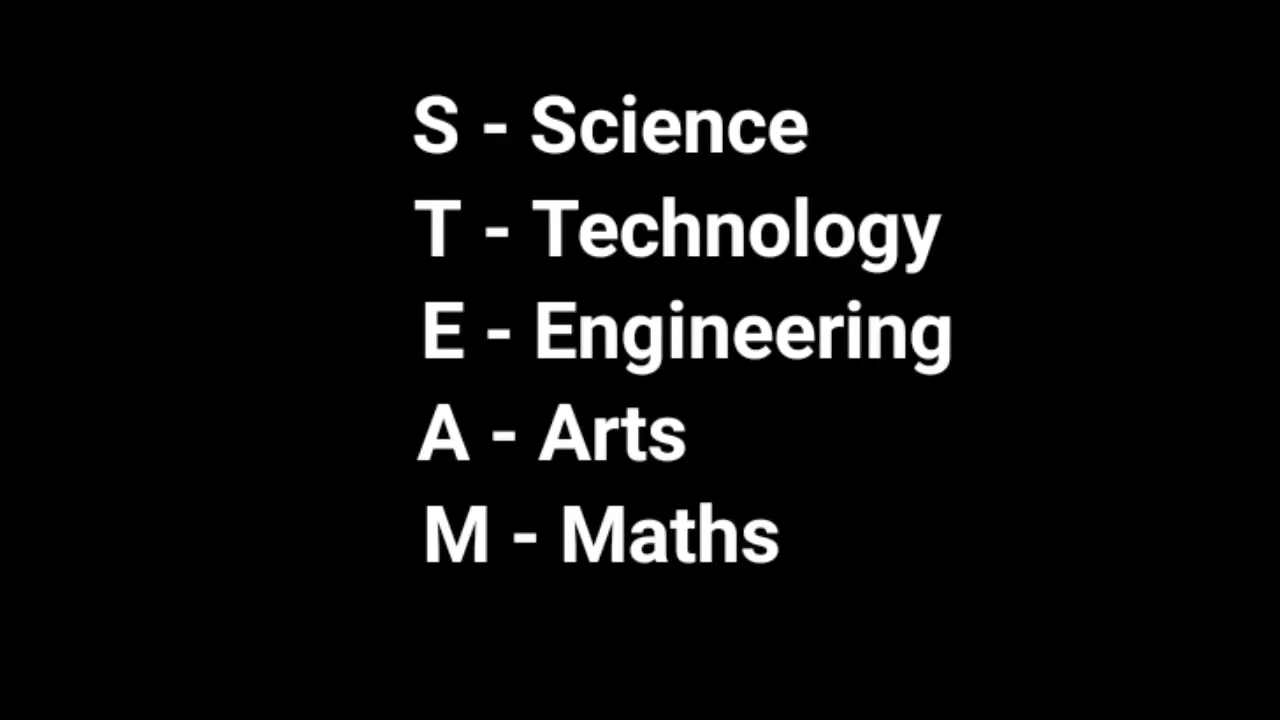 S - Science
T - Technology
E - Engineering
A - Arts
M - Maths